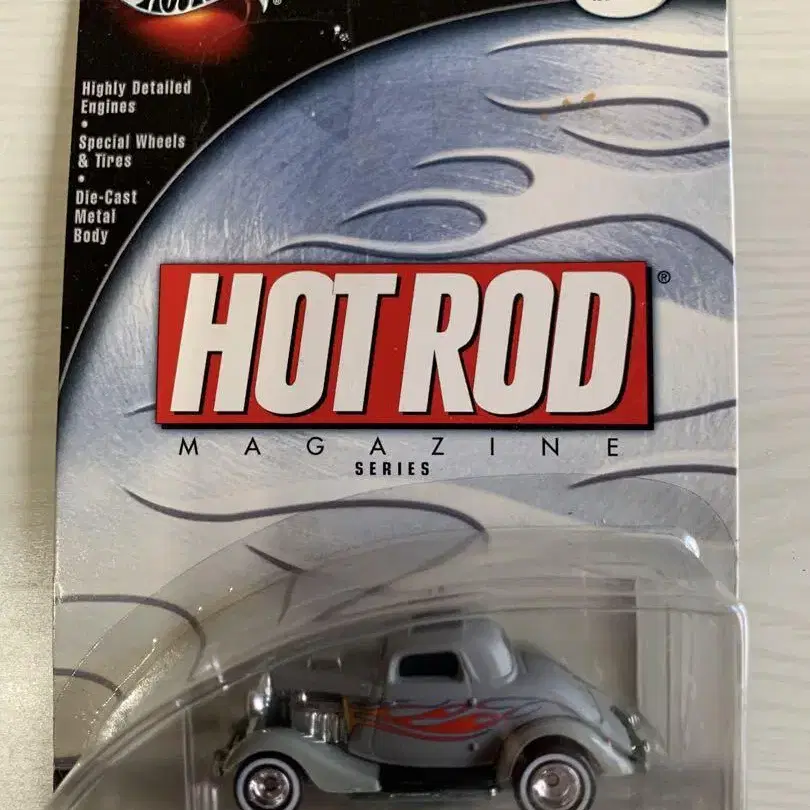 ®
Highly Detailed
Engines
•
Special Wheels
& Tires
•
Die-Cast
Metal
Body
HOT ROD®
MAGAZINE
SERIES